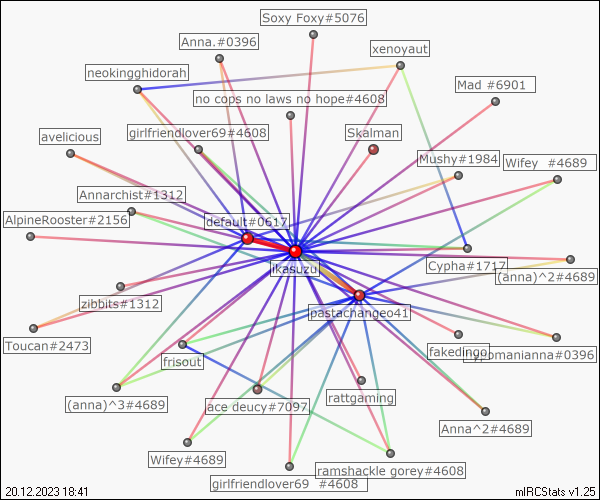 Soxy Foxy#5076
Anna.#0396
xenoyaut
neokingghidorah
Mad #6901
no cops no laws no hope#4608
avelicious
girlfriendlover69#4608
Skalman
Mushy#1984
Wifey #4689
Annarchist#1312
AlpineRooster#2156
default#0617
ikasuzu
Cypha#1717
(anna)^2#4689
zibbits#1312
pastachangeo41
Toucan#2473
frisout
fakedingo
#0396
(anna)^3#4689
ace deucy#7097
rattgaming
Anna^2#4689
Wifey#4689
ramshackle gorey#4608
girlfriendlover69 #4608
20.12.2023 18:41
mIRCStats v1.25